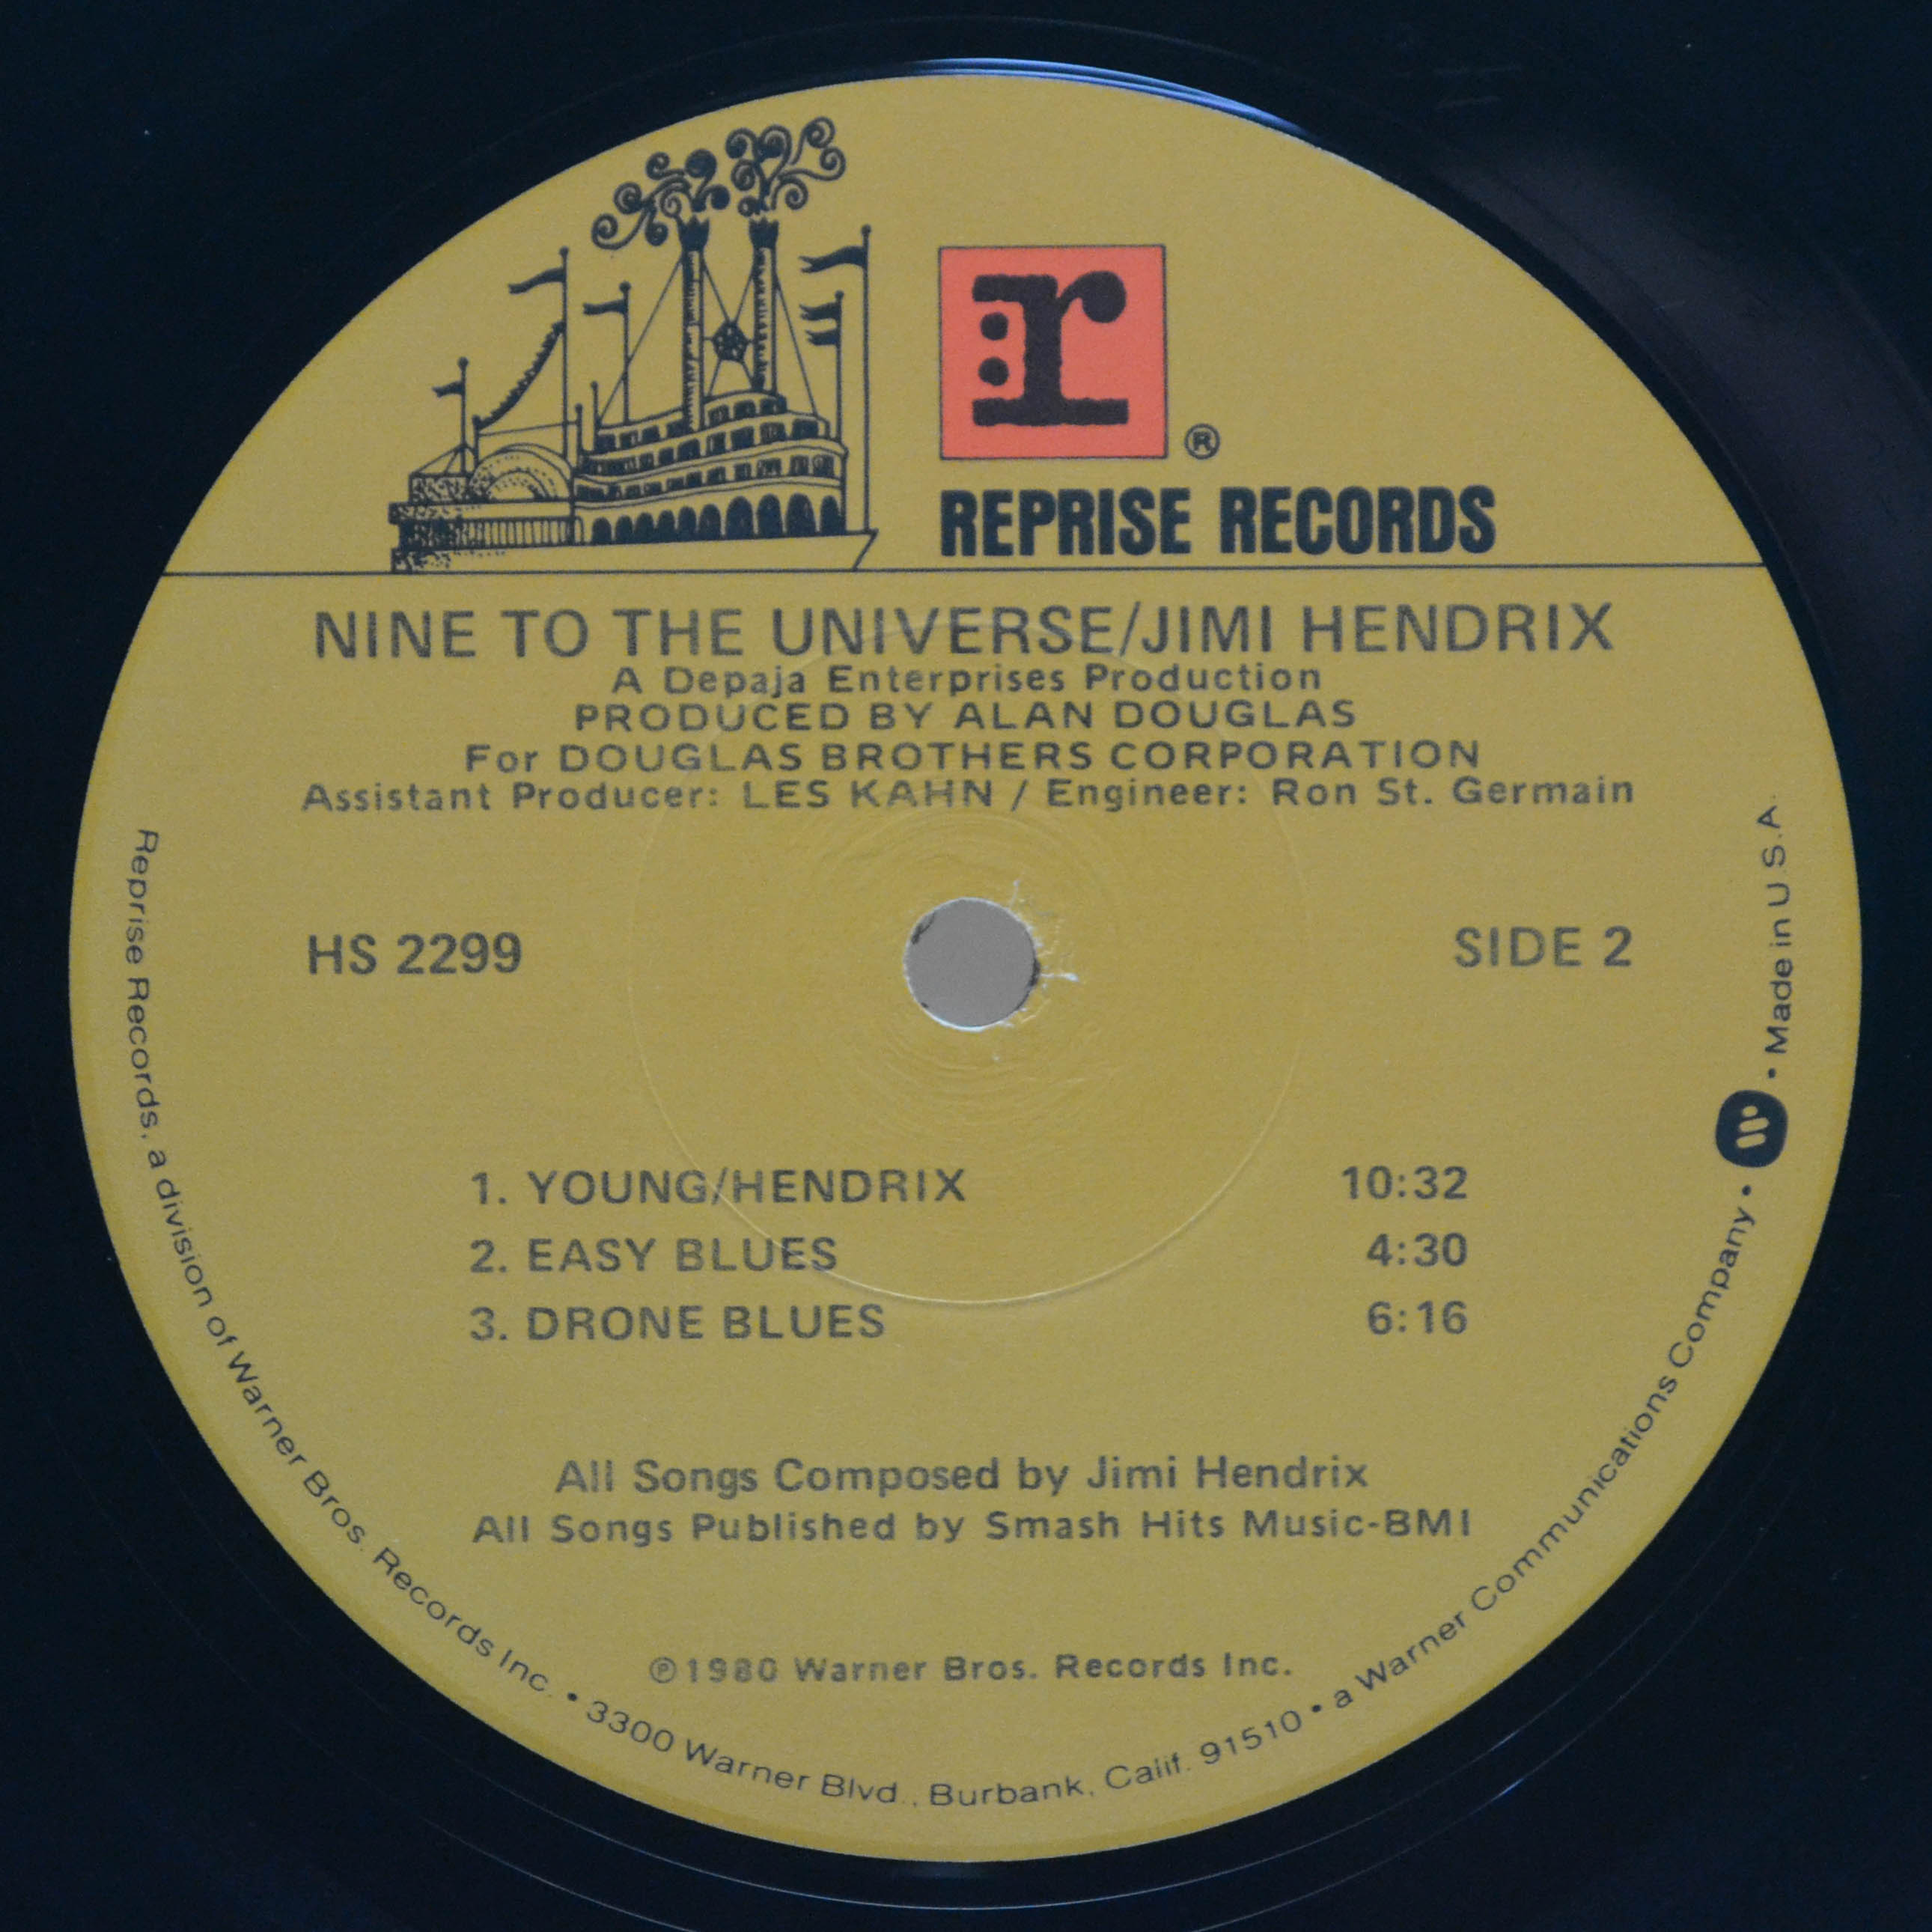 r
®
REPRISE RECORDS
NINE TO THE UNIVERSE/JIMI HENDRIX
A Depaja Enterprises Production
PRODUCED BY ALAN DOUGLAS
For DOUGLAS BROTHERS CORPORATION
Assistant Producer: LES KAHN / Engineer: Ron St. Germain
HS 2299
SIDE 2
1. YOUNG/HENDRIX 10:32
2. EASY BLUES 4:30
3. DRONE BLUES 6:16
All Songs Composed by Jimi Hendrix
All Songs Published by Smash Hits Music-BMI
℗1980 Warner Bros. Records Inc.
Reprise Records, a division of Warner Bros. Records Inc. • 3300 Warner Blvd., Burbank, Calif. 91510 • a Warner Communications Company • W • Made in U.S.A.